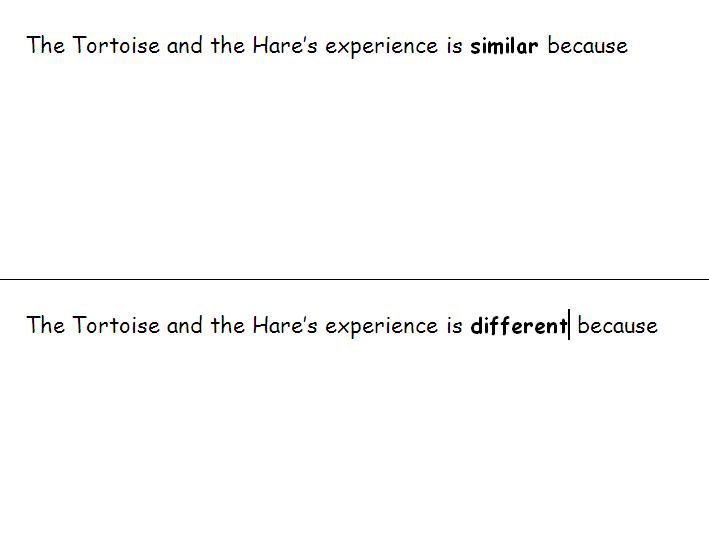 The Tortoise and the Hare's experience is similar because
The Tortoise and the Hare's experience is different because